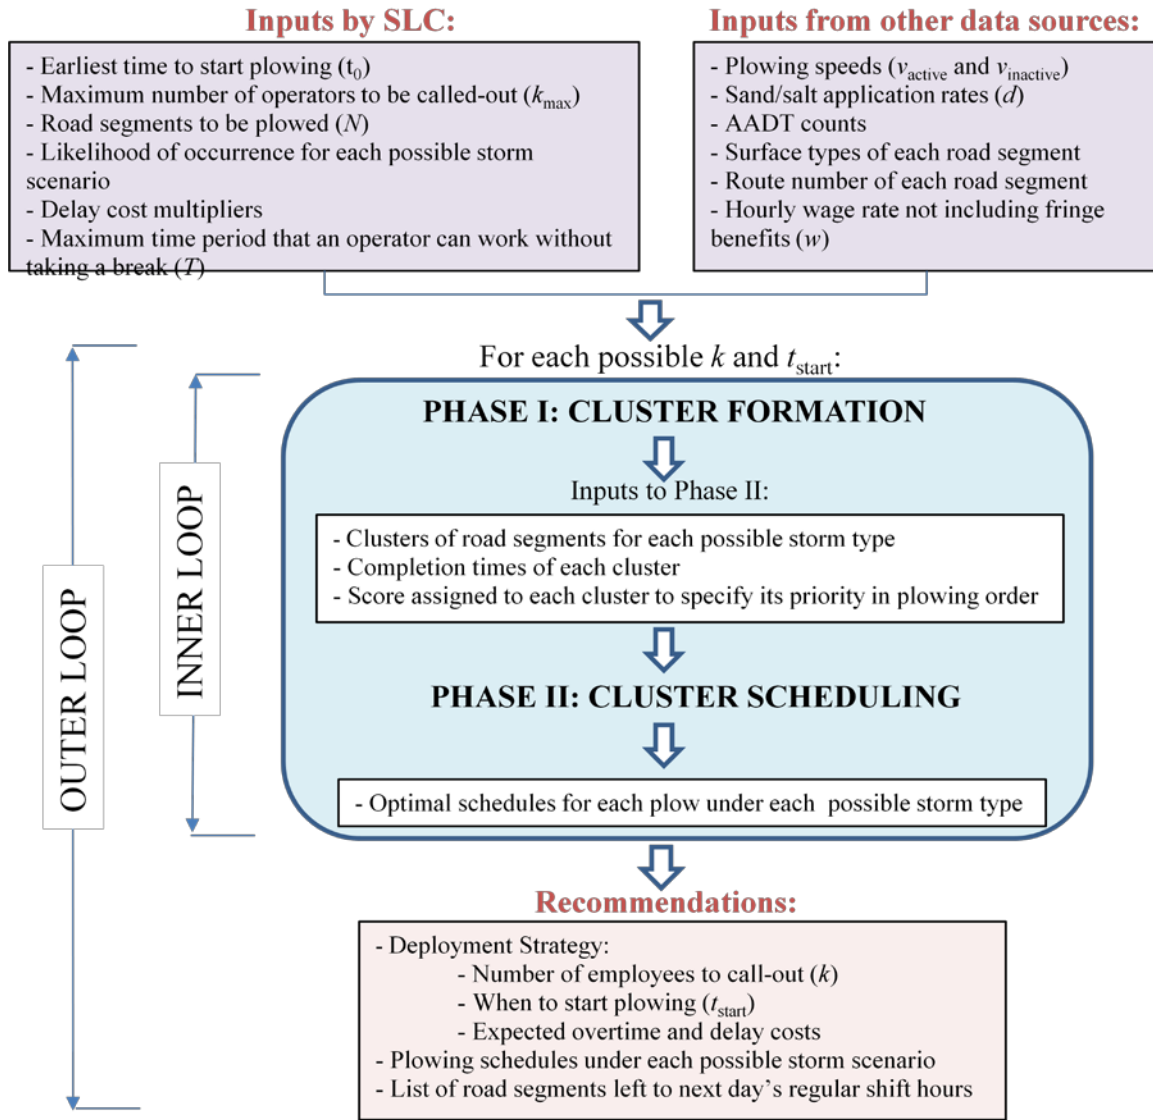 Inputs by SLC:
- Earliest time to start plowing (t0)
- Maximum number of operators to be called-out (kmax)
- Road segments to be plowed (N)
- Likelihood of occurrence for each possible storm
scenario
- Delay cost multipliers
- Maximum time period that an operator can work without
taking a break (T)
Inputs from other data sources:
- Plowing speeds (vactive and vinactive)
- Sand/salt application rates (d)
- AADT counts
- Surface types of each road segment
- Route number of each road segment
- Hourly wage rate not including fringe
benefits (w)
For each possible k and tstart:
OUTER LOOP
INNER LOOP
PHASE I: CLUSTER FORMATION
Inputs to Phase II:
- Clusters of road segments for each possible storm type
- Completion times of each cluster
- Score assigned to each cluster to specify its priority in plowing order
PHASE II: CLUSTER SCHEDULING
- Optimal schedules for each plow under each possible storm type
Recommendations:
- Deployment Strategy:
- Number of employees to call-out (k)
- When to start plowing (tstart)
- Expected overtime and delay costs
- Plowing schedules under each possible storm scenario
- List of road segments left to next day's regular shift hours